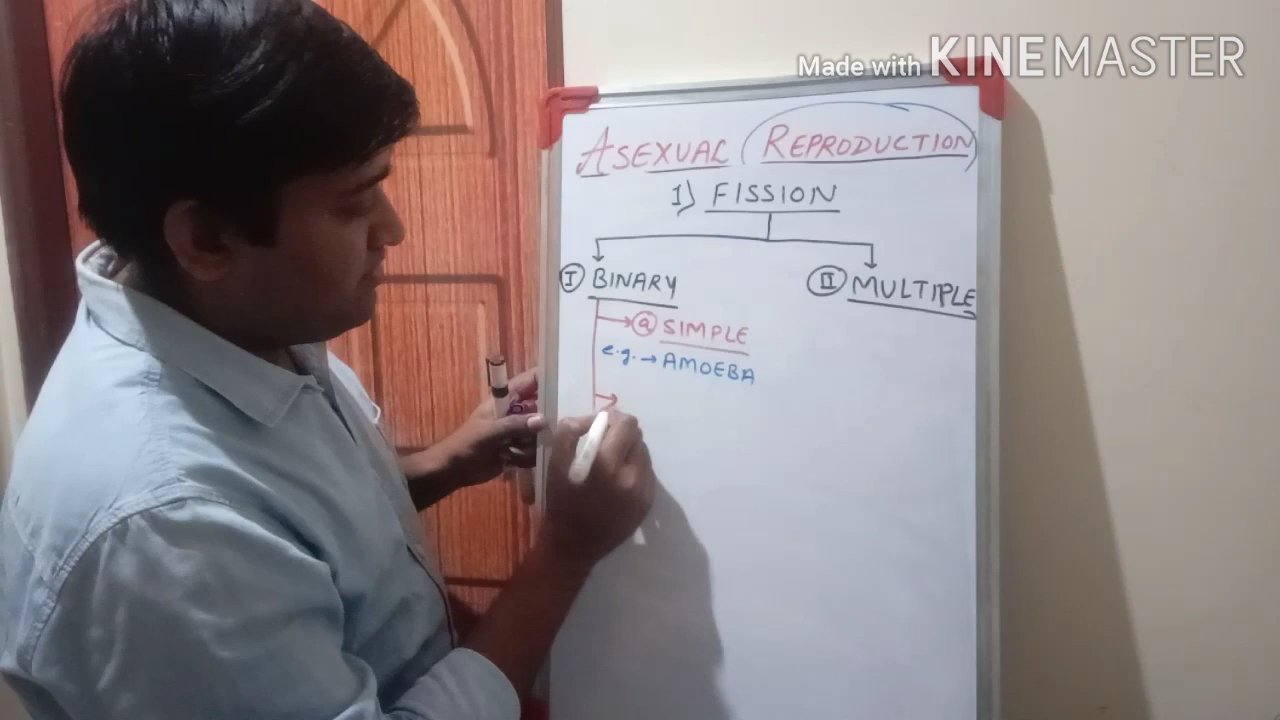 Made with KINEMASTER
ASEXUAL REPRODUCTION
1) FISSION
I BINARY
II MULTIPLE
a SIMPLE
e.g. → AMOEBA